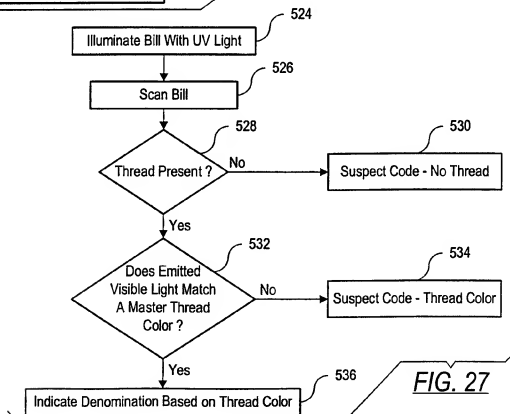 524
Illuminate Bill With UV Light
526
Scan Bill
528
Thread Present ?
No
530
Suspect Code - No Thread
Yes
532
Does Emitted
Visible Light Match
A Master Thread
Color ?
No
534
Suspect Code - Thread Color
Yes
536
Indicate Denomination Based on Thread Color
FIG. 27